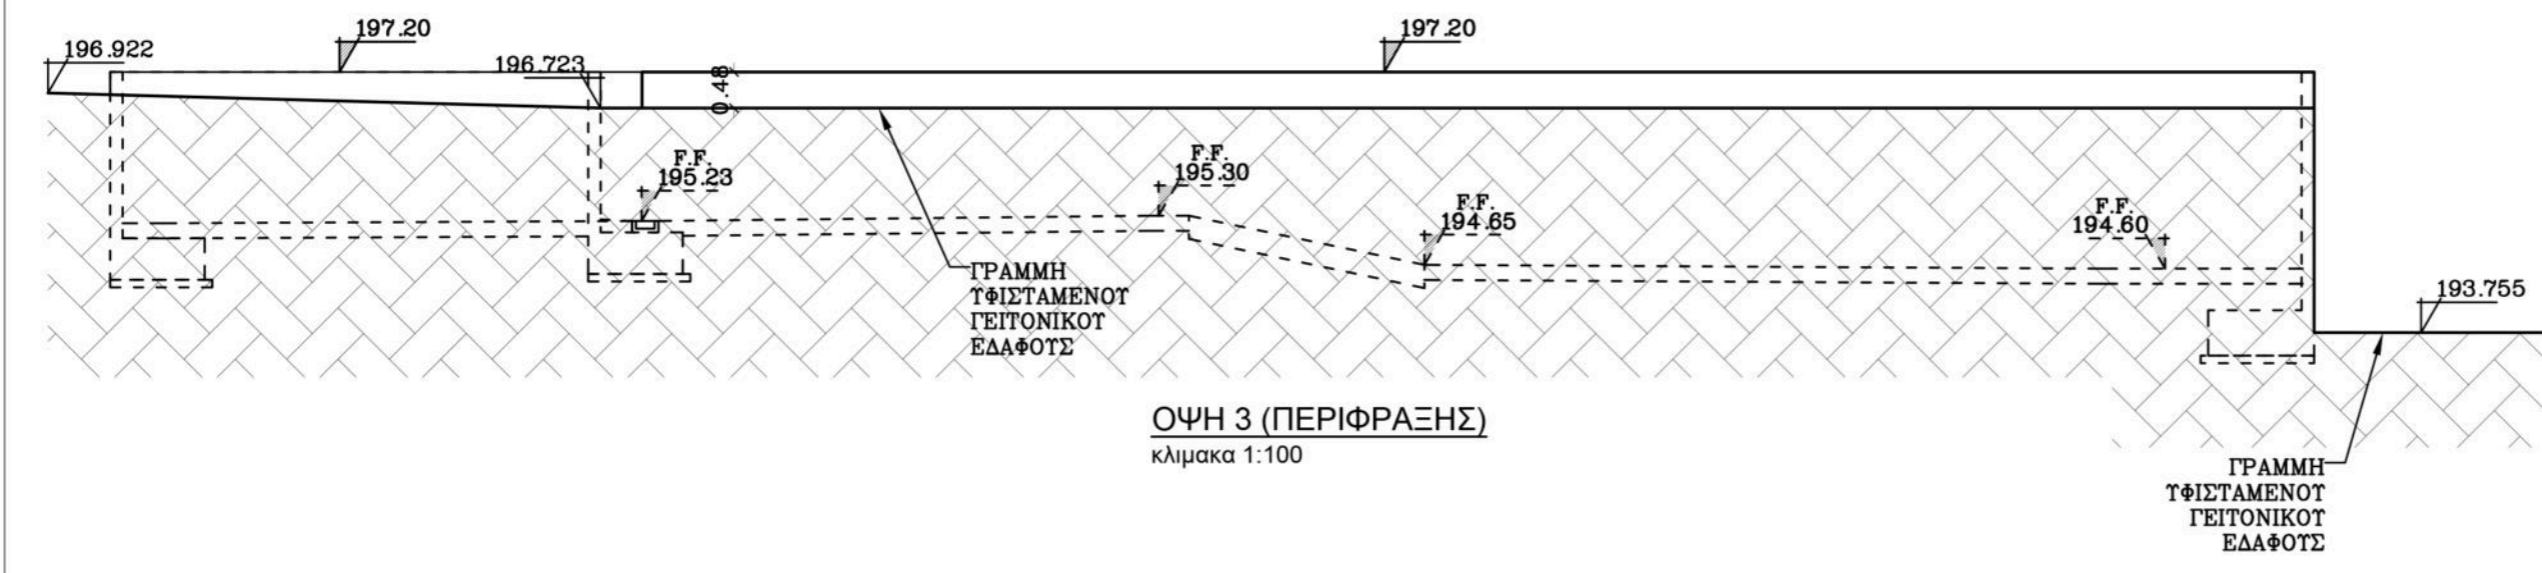 197.20
197.20
196.922
196.723
0.48
F.F.
195.23
F.F.
195.30
F.F.
194.65
F.F.
194.60
193.755
ΓΡΑΜΜΗ
ΥΦΙΣΤΑΜΕΝΟΥ
ΓΕΙΤΟΝΙΚΟΥ
ΕΔΑΦΟΥΣ
ΟΨΗ 3 (ΠΕΡΙΦΡΑΞΗΣ)
κλιμακα 1:100
ΓΡΑΜΜΗ
ΥΦΙΣΤΑΜΕΝΟΥ
ΓΕΙΤΟΝΙΚΟΥ
ΕΔΑΦΟΥΣ